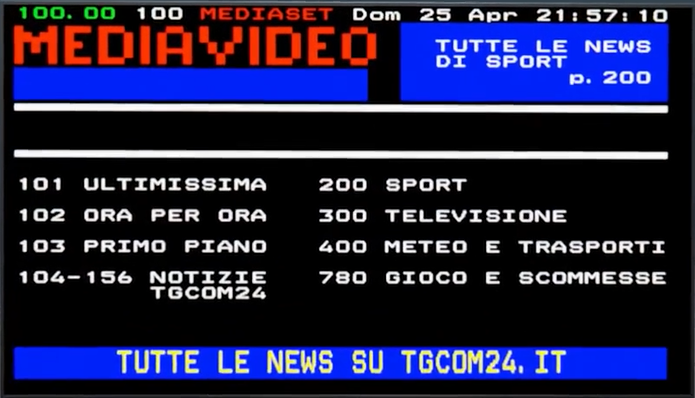 100.00 100 MEDIASET Dom 25 Apr 21:57:10
MEDIAVIDEO
TUTTE LE NEWS
DI SPORT
p. 200
101 ULTIMISSIMA 200 SPORT
102 ORA PER ORA 300 TELEVISIONE
103 PRIMO PIANO 400 METEO E TRASPORTI
104-156 NOTIZIE 780 GIOCO E SCOMMESSE
TGCOM24
TUTTE LE NEWS SU TGCOM24.IT